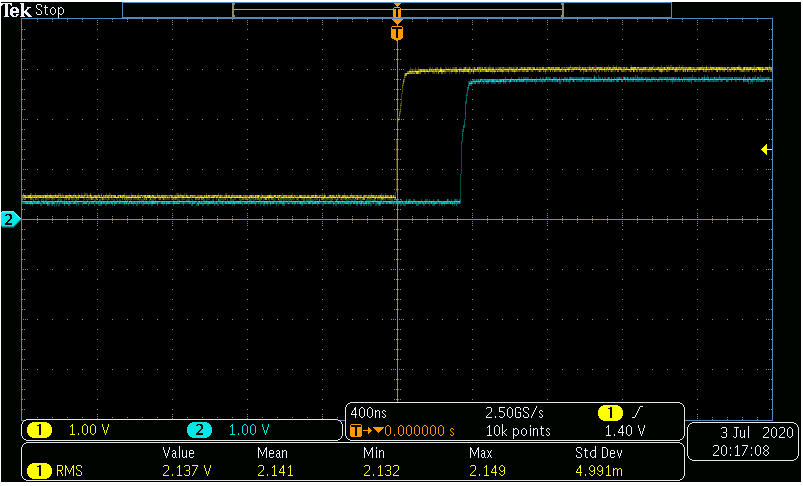 Tek Stop
T
T
2
1 1.00 V 2 1.00 V
400ns 2.50GS/s 1
T→▼0.000000 s 10k points 1.40 V
3 Jul 2020
20:17:08
Value Mean Min Max Std Dev
1 RMS 2.137 V 2.141 2.132 2.149 4.991m